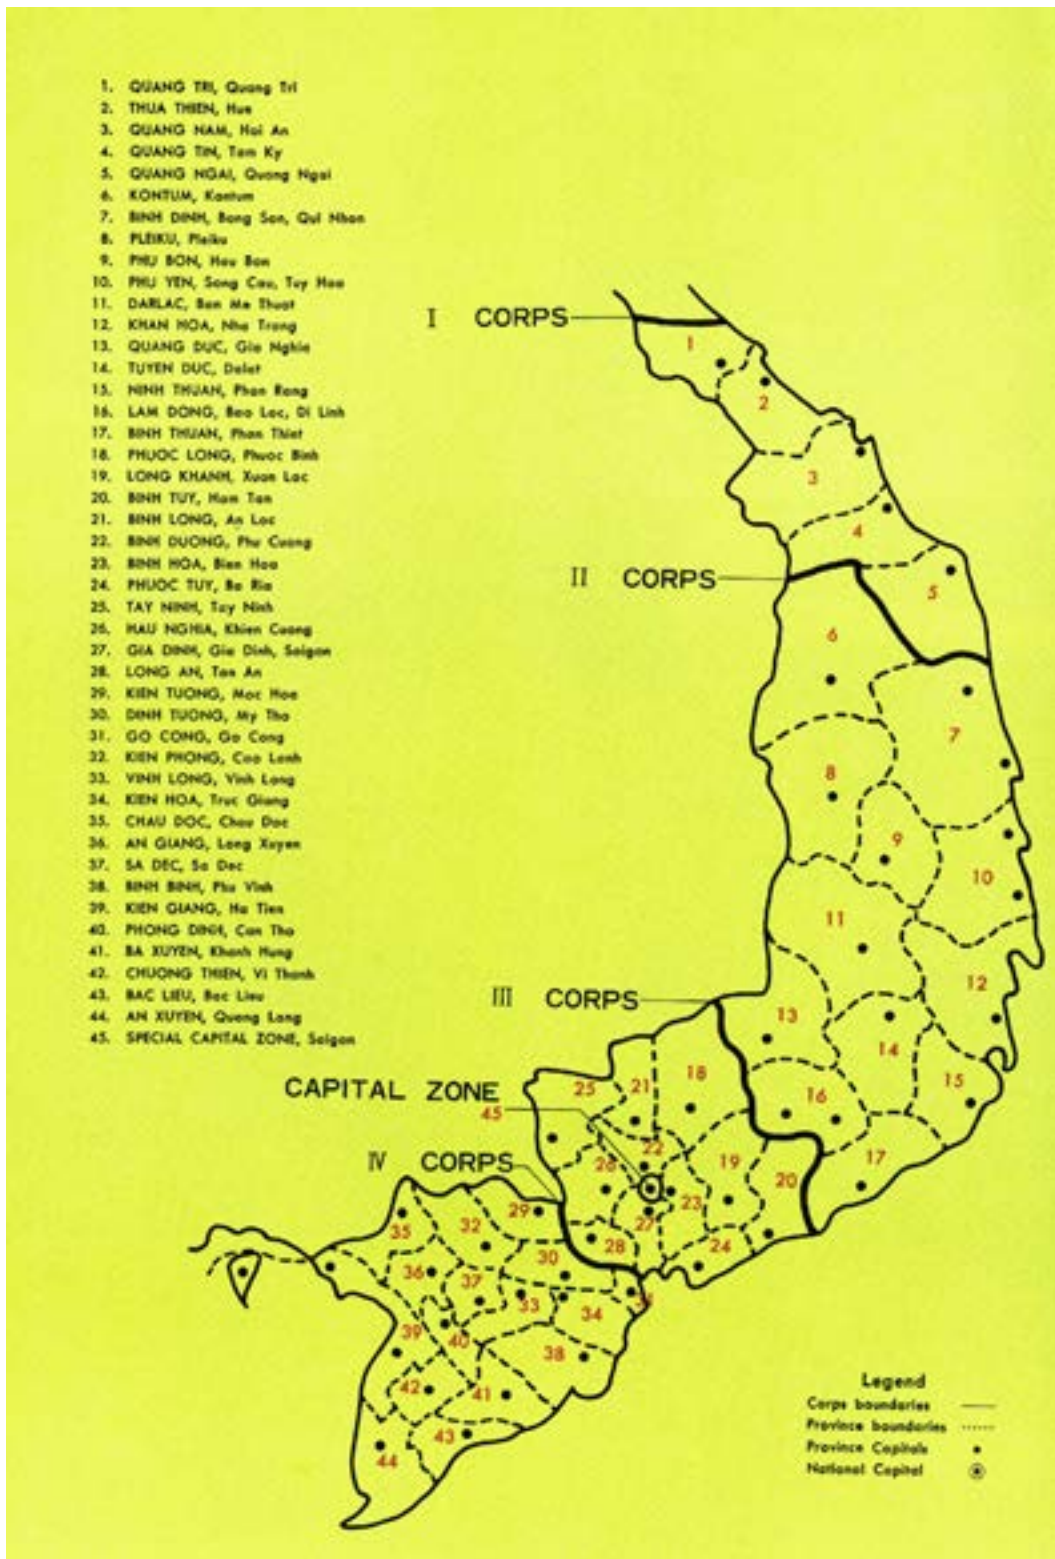 1. QUANG TRI, Quang Tri
2. THUA THIEN, Hue
3. QUANG NAM, Hoi An
4. QUANG TIN, Tam Ky
5. QUANG NGAI, Quang Ngai
6. KONTUM, Kontum
7. BINH DINH, Bong Son, Qui Nhon
8. PLEIKU, Pleiku
9. PHU BON, Hau Bon
10. PHU YEN, Song Cau, Tuy Hoa
11. DARLAC, Ban Me Thuot
12. KHAN HOA, Nha Trang
13. QUANG DUC, Gia Nghia
14. TUYEN DUC, Dalat
15. NINH THUAN, Phan Rang
16. LAM DONG, Bao Loc, Di Linh
17. BINH THUAN, Phan Thiet
18. PHUOC LONG, Phuoc Binh
19. LONG KHANH, Xuan Loc
20. BINH TUY, Ham Tan
21. BINH LONG, An Loc
22. BINH DUONG, Phu Cuong
23. BINH HOA, Bien Hoa
24. PHUOC TUY, Ba Ria
25. TAY NINH, Tay Ninh
26. HAU NGHIA, Khien Cuong
27. GIA DINH, Gia Dinh, Saigon
28. LONG AN, Tan An
29. KIEN TUONG, Moc Hoa
30. DINH TUONG, My Tho
31. GO CONG, Go Cong
32. KIEN PHONG, Cao Lanh
33. VINH LONG, Vinh Long
34. KIEN HOA, Truc Giang
35. CHAU DOC, Chau Doc
36. AN GIANG, Long Xuyen
37. SA DEC, Sa Dec
38. BINH BINH, Phu Vinh
39. KIEN GIANG, Ha Tien
40. PHONG DINH, Can Tho
41. BA XUYEN, Khanh Hung
42. CHUONG THIEN, Vi Thanh
43. BAC LIEU, Bac Lieu
44. AN XUYEN, Quang Long
45. SPECIAL CAPITAL ZONE, Saigon
I CORPS
1
2
3
4
II CORPS
5
6
7
8
9
10
11
12
III CORPS
13
14
15
16
17
18
21
25
CAPITAL ZONE
45
IV CORPS
22
26
19
20
23
27
28
24
29
32
35
30
36
37
33
34
31
39
40
38
42
41
43
44
Legend
Corps boundaries
Province boundaries
Province Capitals
National Capital